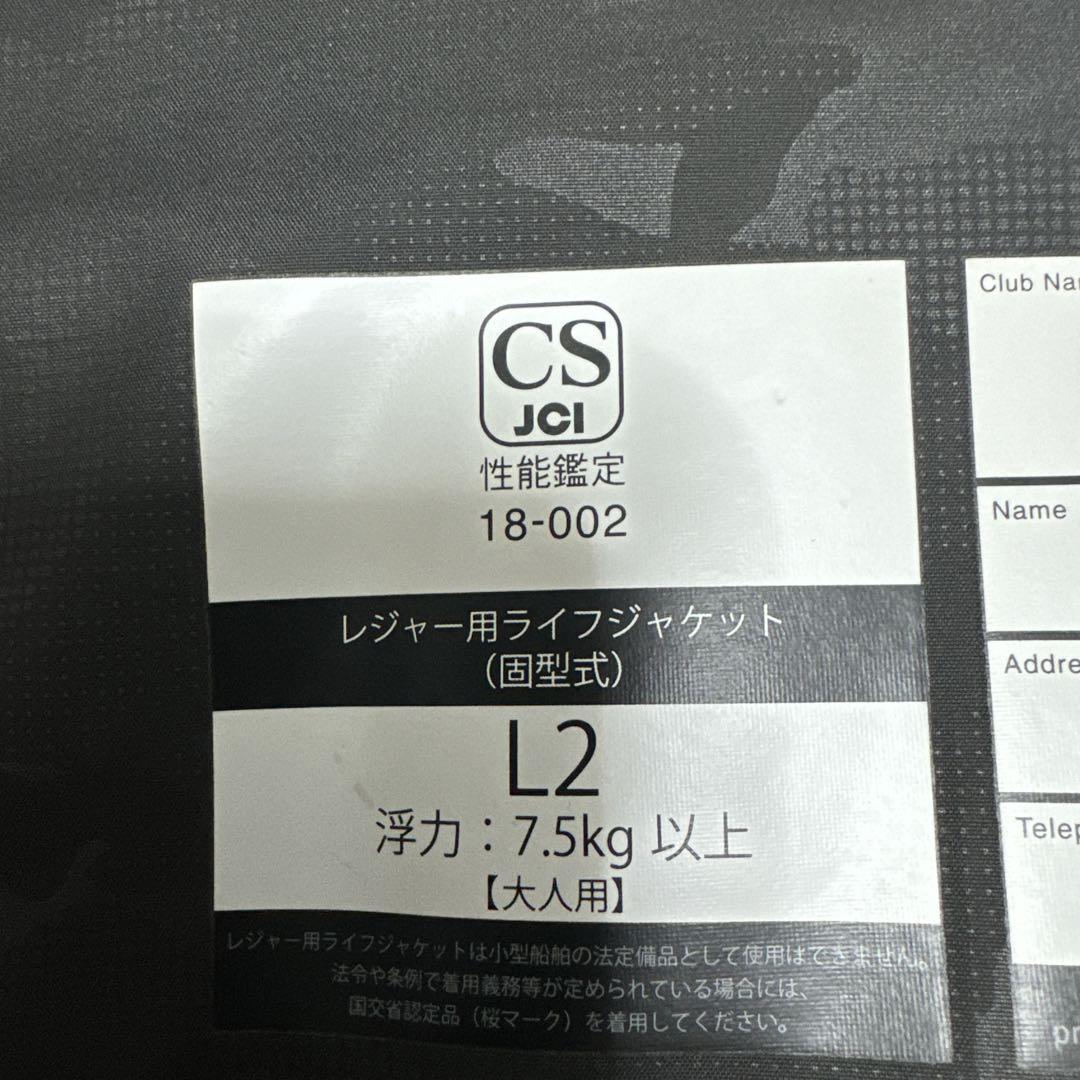 CS
JCI
性能鑑定
18-002
レジャー用ライフジャケット
(固型式)
L2
浮力：7.5kg 以上
【大人用】
レジャー用ライフジャケットは小型船舶の法定備品として使用はできません。
法令や条例で着用義務等が定められている場合には、
国交省認定品（桜マーク）を着用してください。
Club
Name